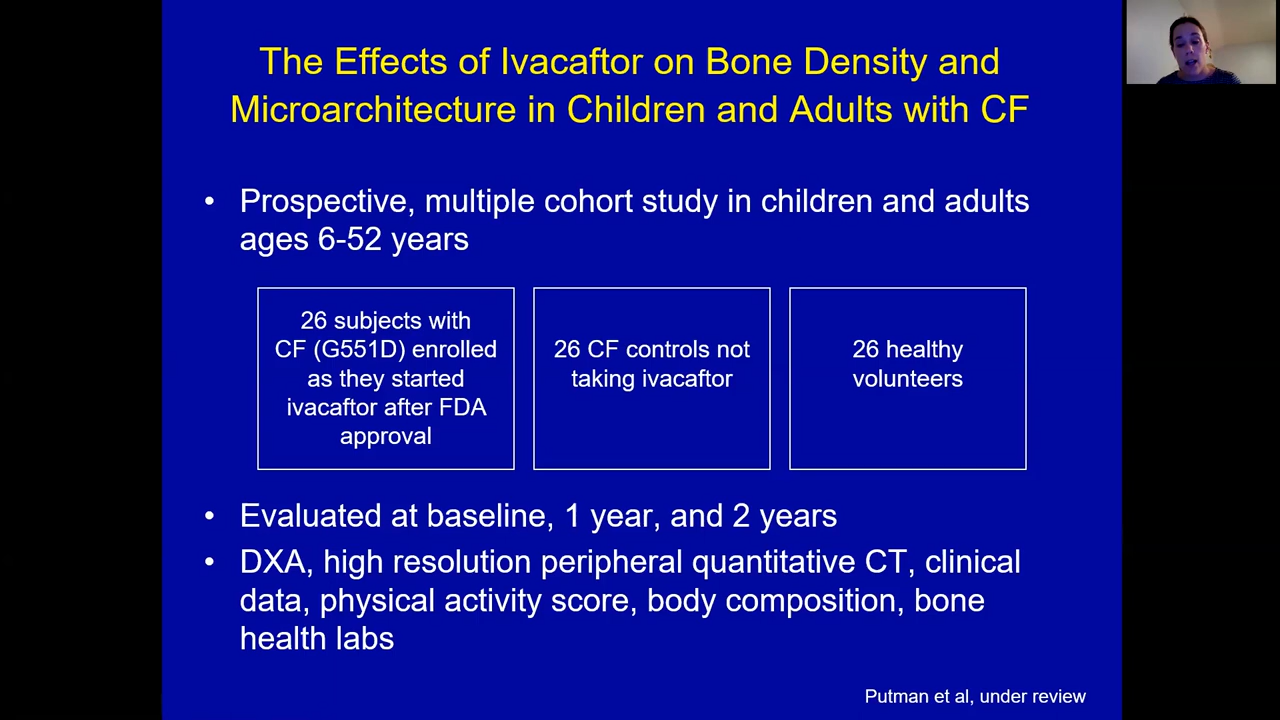 The Effects of Ivacaftor on Bone Density and
Microarchitecture in Children and Adults with CF
• Prospective, multiple cohort study in children and adults
ages 6-52 years
26 subjects with
CF (G551D) enrolled
as they started
ivacaftor after FDA
approval
26 CF controls not
taking ivacaftor
26 healthy
volunteers
• Evaluated at baseline, 1 year, and 2 years
• DXA, high resolution peripheral quantitative CT, clinical
data, physical activity score, body composition, bone
health labs
Putman et al, under review